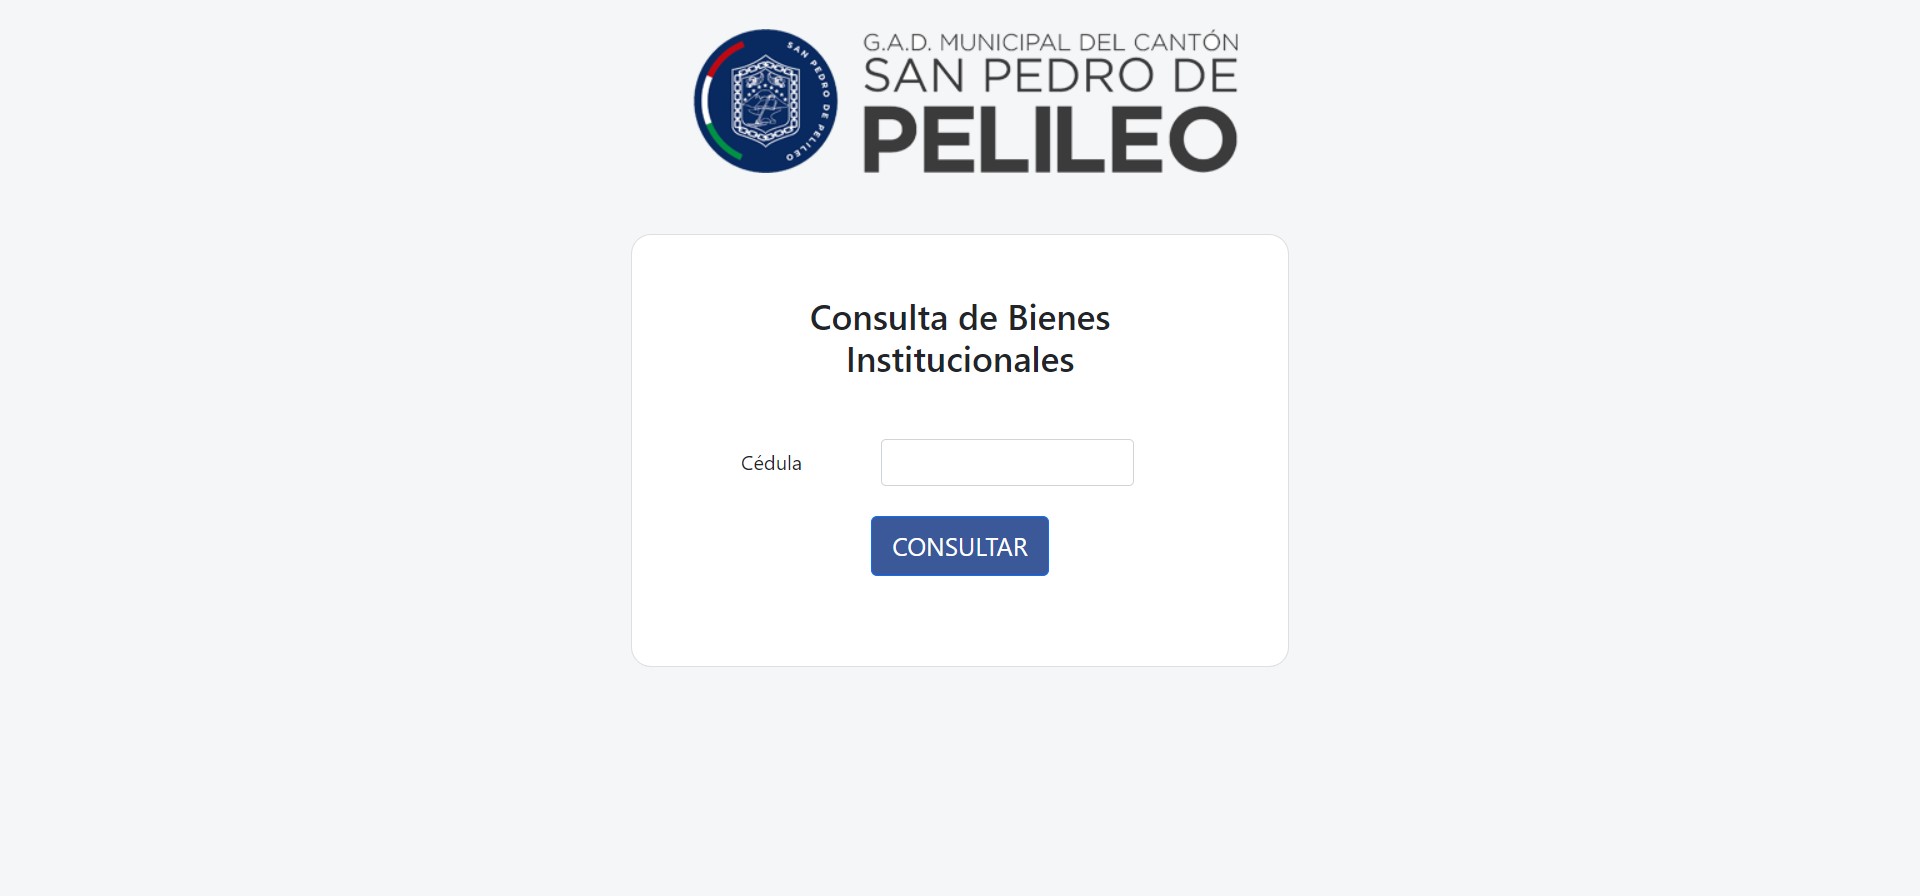 SAN PEDRO DE PELILEO
G.A.D. MUNICIPAL DEL CANTÓN
SAN PEDRO DE
PELILEO
Consulta de Bienes
Institucionales
Cédula
CONSULTAR